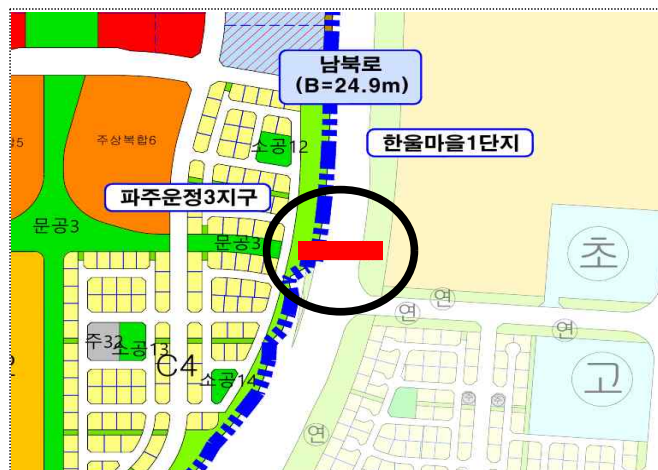 남북로
(B=24.9m)
한울마을1단지
주상복합6
소공12
파주운정3지구
문공3
문공3
초
연
연
연
주32
소공13
C4
소공14
고
연